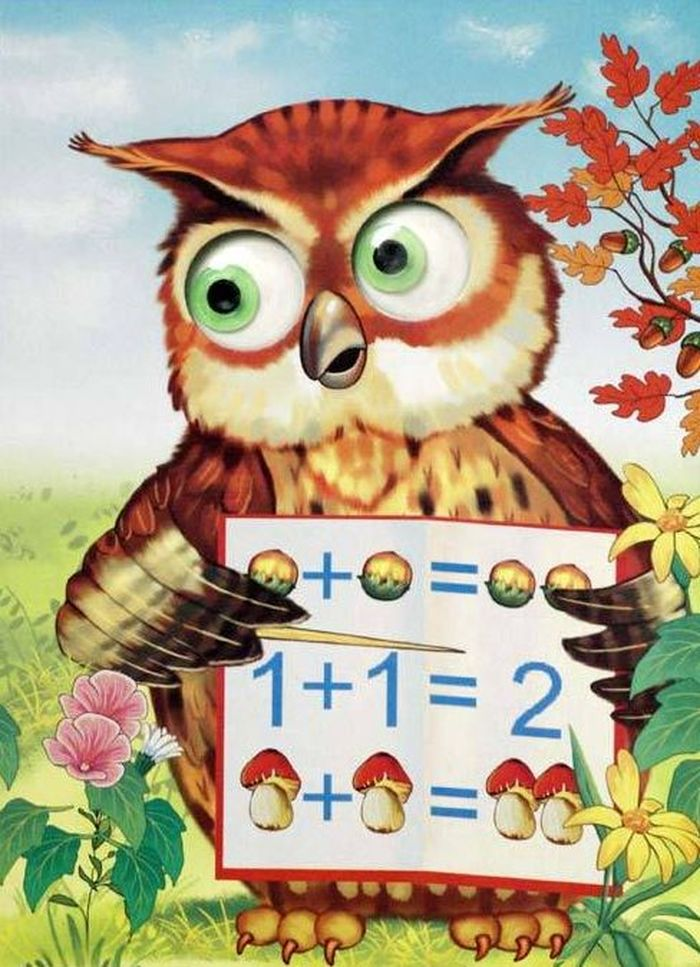 + =
1+1= 2
+ =